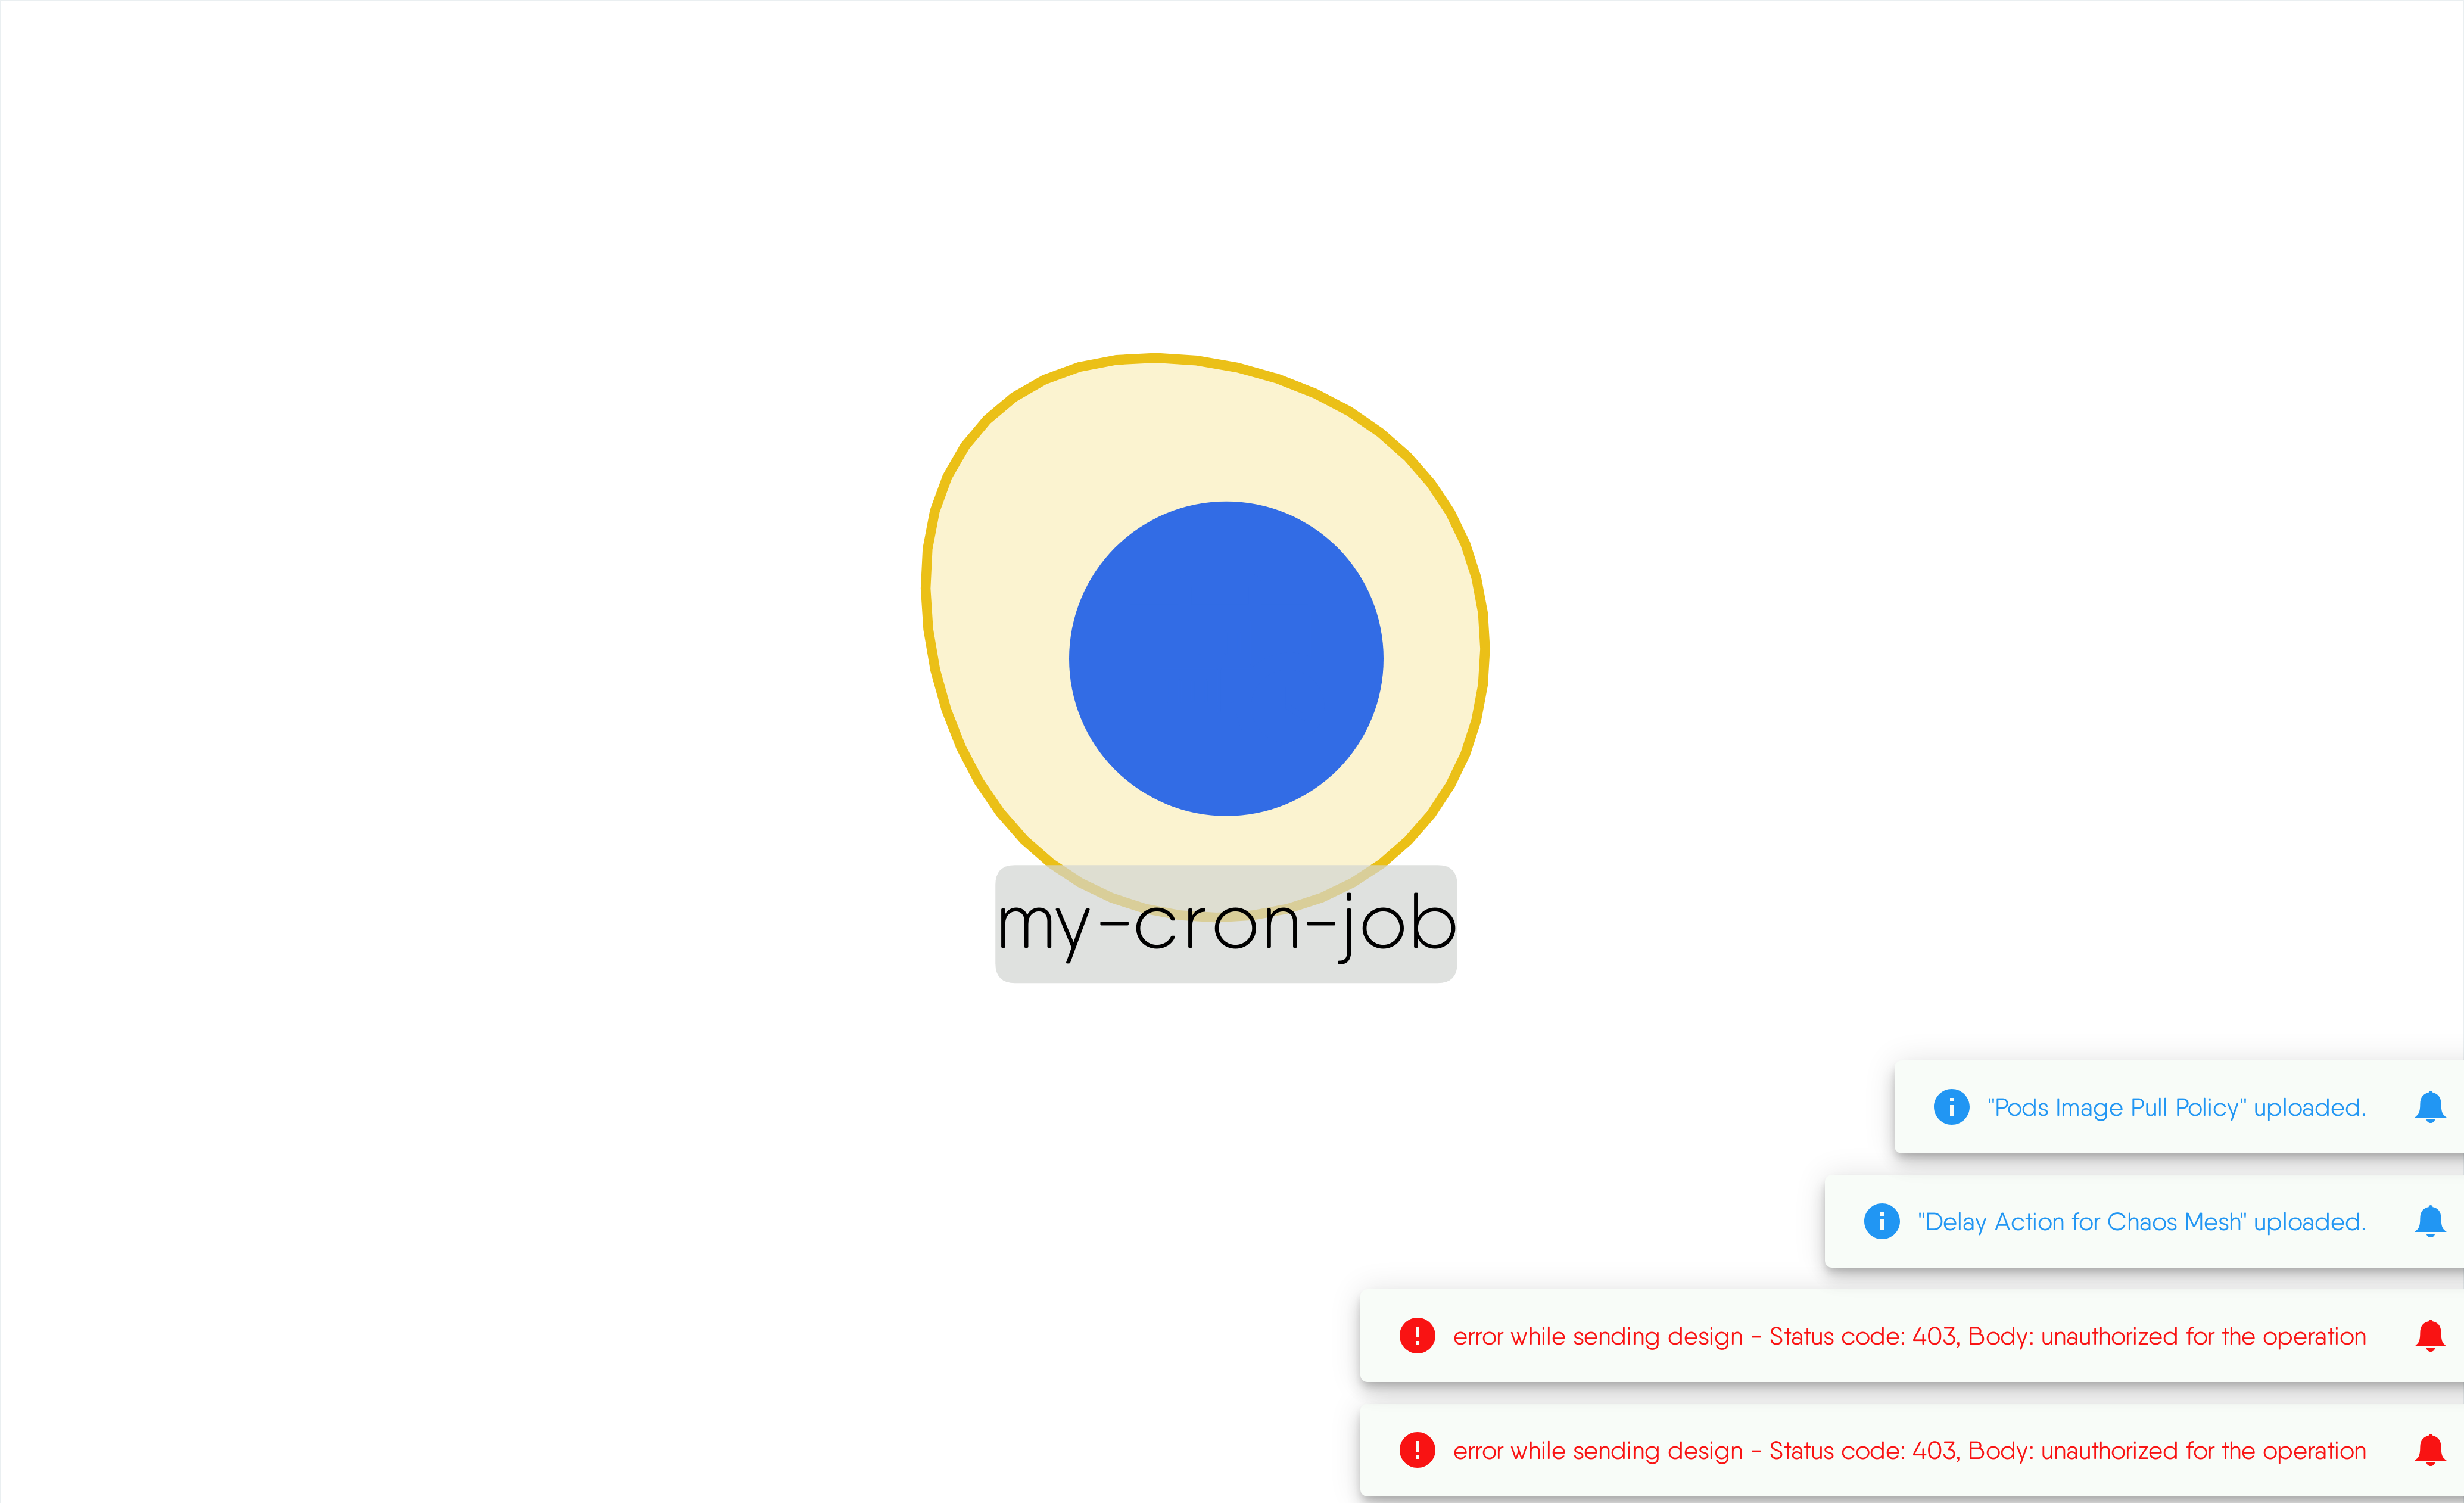 my-cron-job
"Pods Image Pull Policy" uploaded.
"Delay Action for Chaos Mesh" uploaded.
error while sending design - Status code: 403, Body: unauthorized for the operation
error while sending design - Status code: 403, Body: unauthorized for the operation